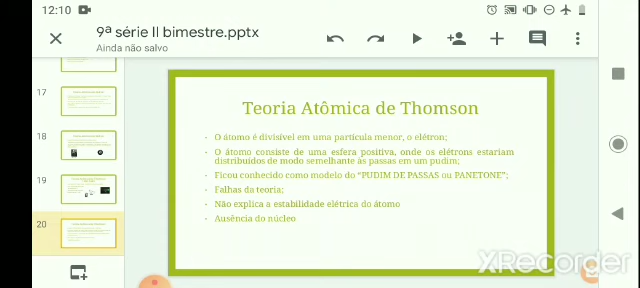 12:10
9ª série II bimestre.pptx
Ainda não salvo
17
18
19
20
Teoria Atômica de Thomson
- O átomo é divisível em uma partícula menor, o elétron;
- O átomo consiste de uma esfera positiva, onde os elétrons estariam
distribuídos de modo semelhante às passas em um pudim;
- Ficou conhecido como modelo do “PUDIM DE PASSAS ou PANETONE”;
- Falhas da teoria;
- Não explica a estabilidade elétrica do átomo
- Ausência do núcleo
XRecorder